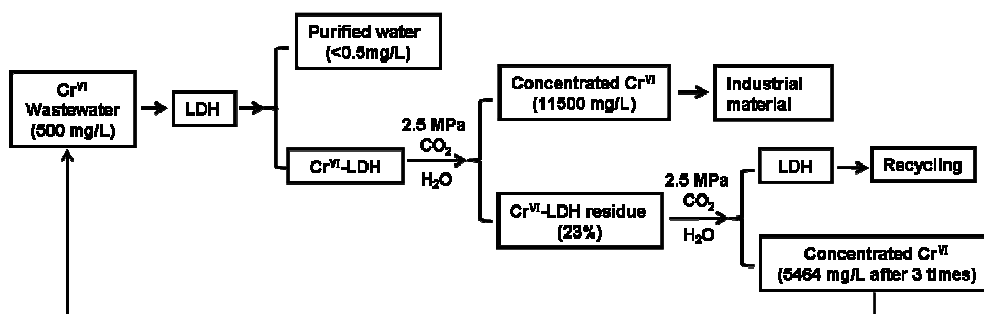 Cr^VI
Wastewater
(500 mg/L)
LDH
Purified water
(<0.5mg/L)
Cr^VI-LDH
2.5 MPa
CO₂
H₂O
Concentrated Cr^VI
(11500 mg/L)
Industrial
material
Cr^VI-LDH residue
(23%)
2.5 MPa
CO₂
H₂O
LDH
Recycling
Concentrated Cr^VI
(5464 mg/L after 3 times)